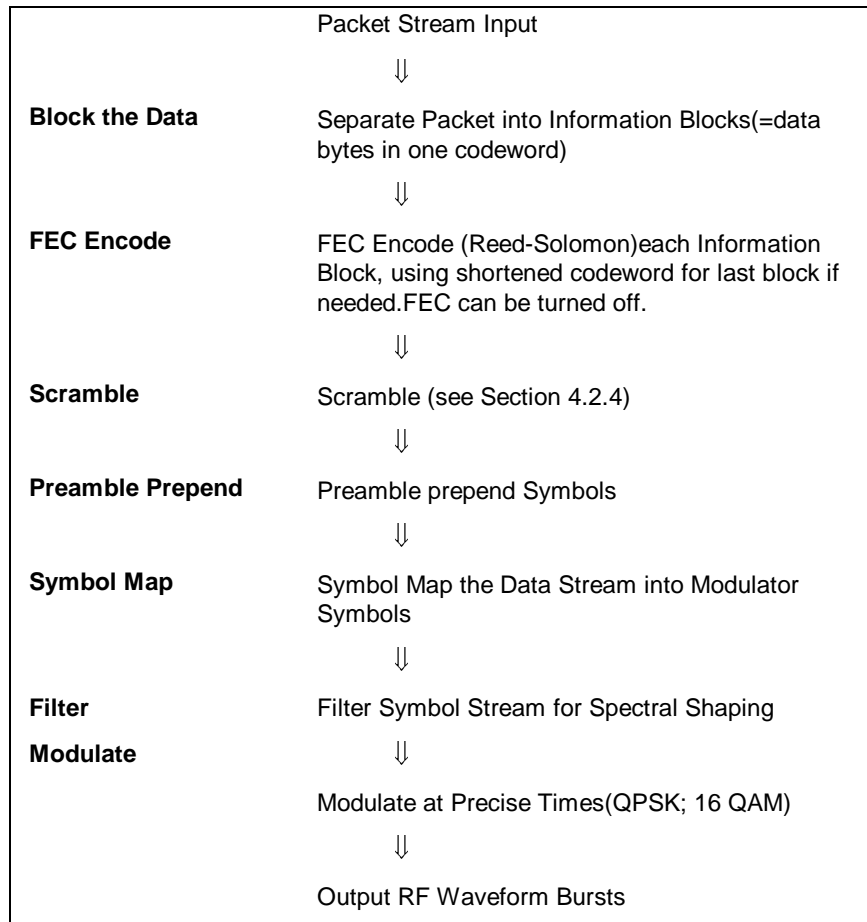 Packet Stream Input
⇓
Block the Data Separate Packet into Information Blocks(=data
bytes in one codeword)
⇓
FEC Encode FEC Encode (Reed-Solomon)each Information
Block, using shortened codeword for last block if
needed.FEC can be turned off.
⇓
Scramble Scramble (see Section 4.2.4)
⇓
Preamble Prepend Preamble prepend Symbols
⇓
Symbol Map Symbol Map the Data Stream into Modulator
Symbols
⇓
Filter Filter Symbol Stream for Spectral Shaping
Modulate ⇓
Modulate at Precise Times(QPSK; 16 QAM)
⇓
Output RF Waveform Bursts